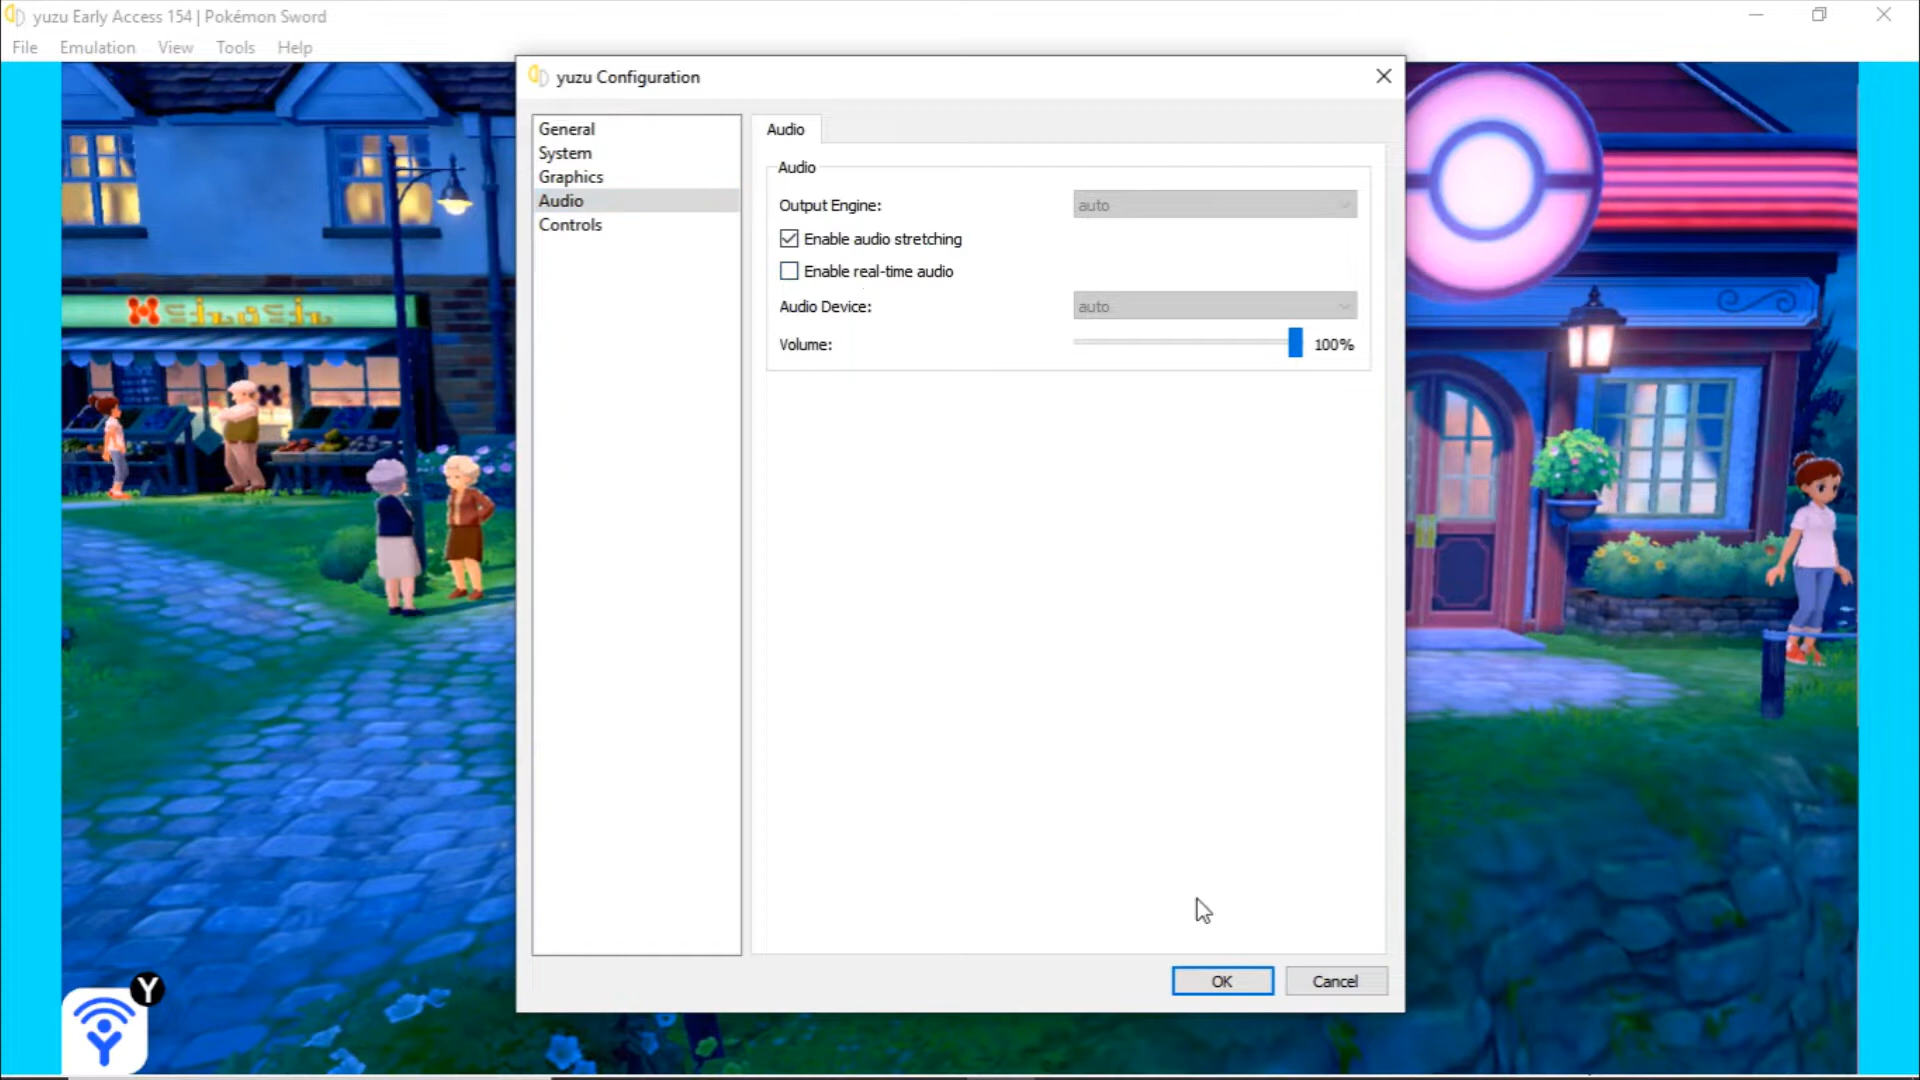 yuzu Early Access 154 | Pokémon Sword
File Emulation View Tools Help
yuzu Configuration
General
System
Graphics
Audio
Controls
Audio
Audio
Output Engine: auto
Enable audio stretching
Enable real-time audio
Audio Device: auto
Volume: 100%
OK Cancel
Y